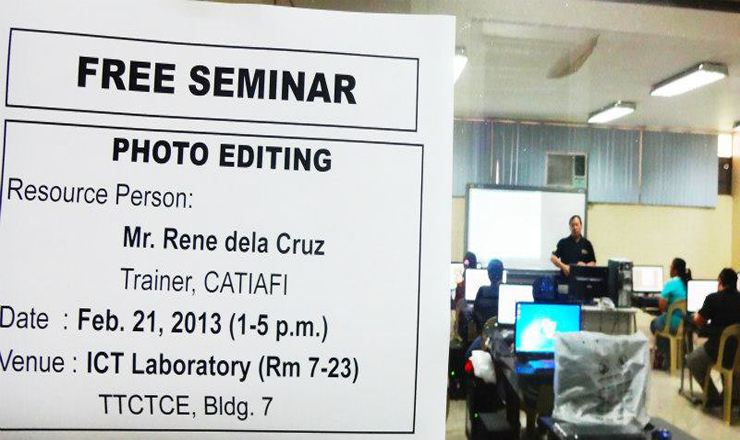 FREE SEMINAR
PHOTO EDITING
Resource Person:
Mr. Rene dela Cruz
Trainer, CATIAFI
Date : Feb. 21, 2013 (1-5 p.m.)
Venue : ICT Laboratory (Rm 7-23)
TTCTCE, Bldg. 7